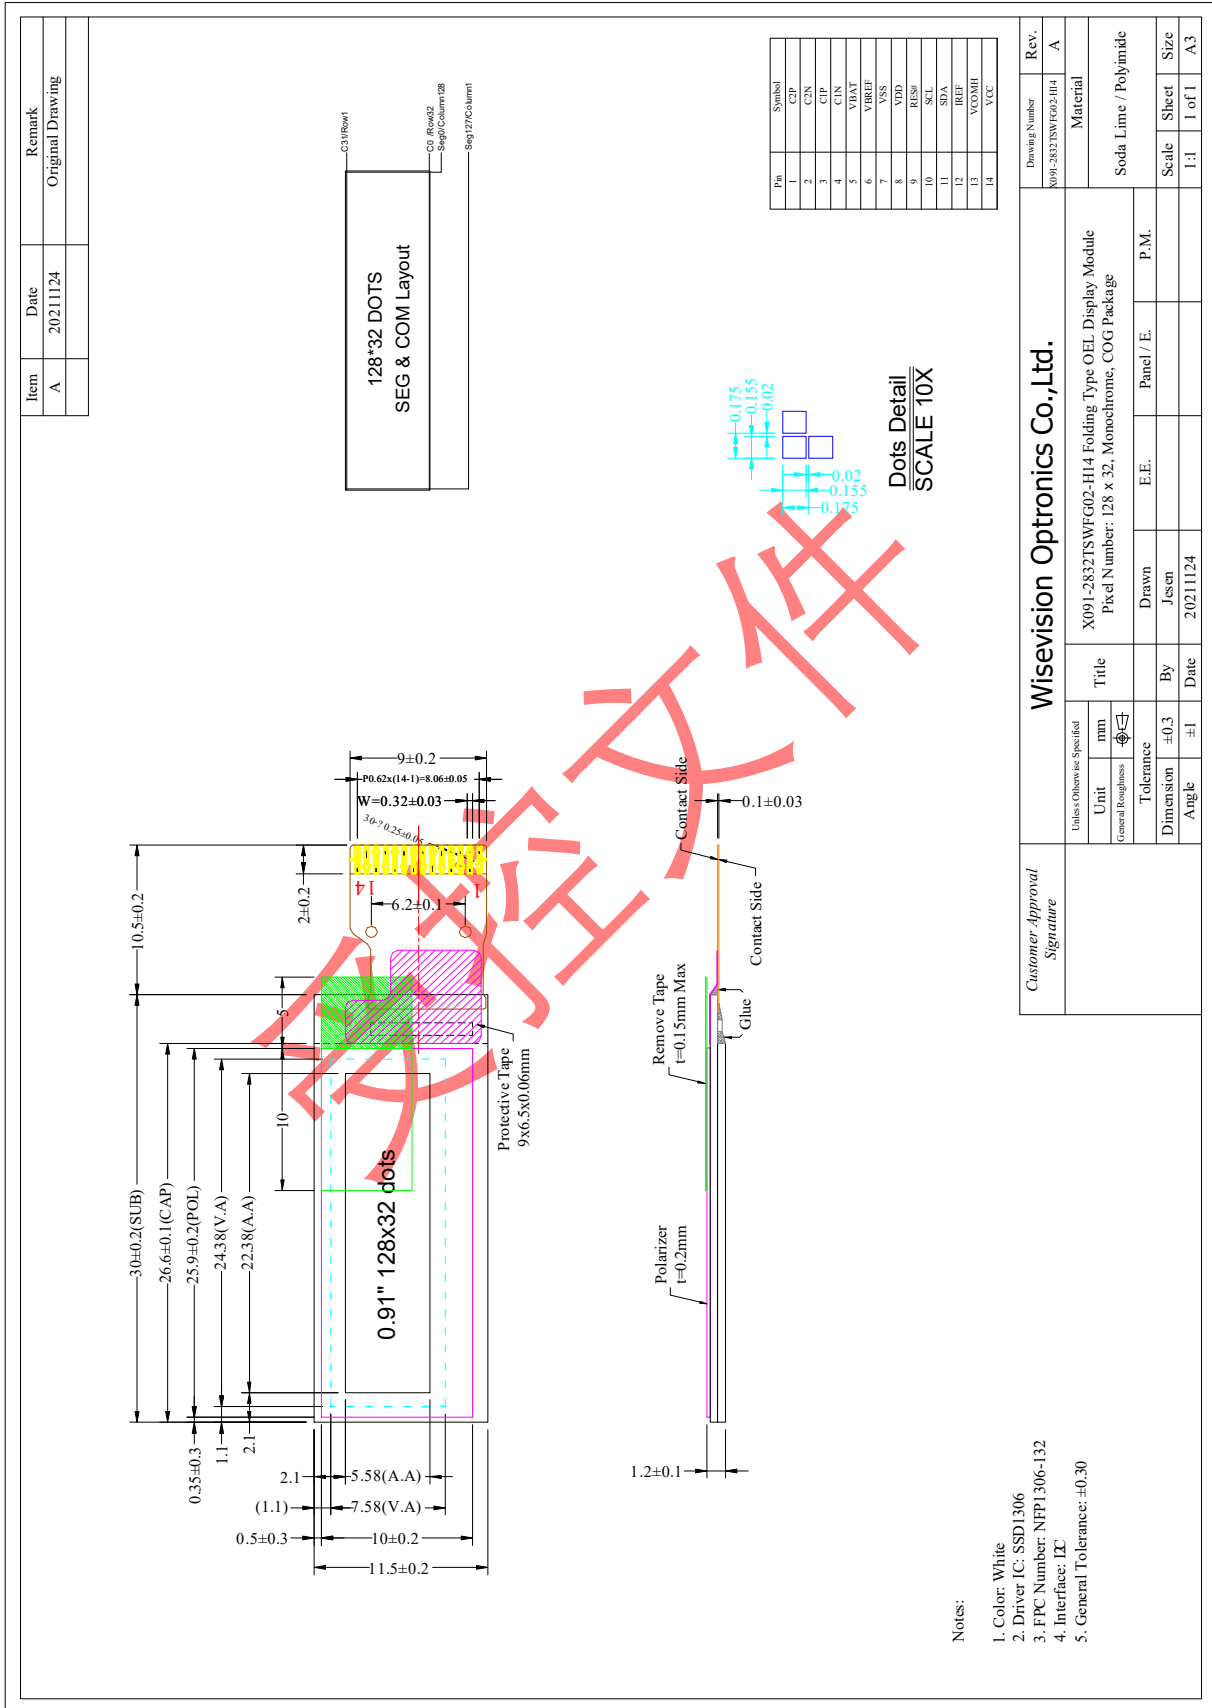 Item Date Remark
A 20211124 Original Drawing
30±0.2(SUB)
10.5±0.2
26.6±0.1(CAP)
25.9±0.2(POL)
24.38(V.A)
22.38(A.A)
0.35±0.3
1.1
2.1
10
5
2±0.2
9±0.2
P0.62x(14-1)=8.06±0.05
W=0.32±0.03
30-? 0.25±0.05
14
1
6.2±0.1
2.1
5.58(A.A)
(1.1)
7.58(V.A)
0.5±0.3
10±0.2
11.5±0.2
0.91" 128x32 dots
Protective Tape
9x6.5x0.06mm
128*32 DOTS
SEG & COM Layout
C31/Row1
C0 /Row32
Seg0/Column128
Seg127/Column1
Polarizer
t=0.2mm
Remove Tape
t=0.15mm Max
Glue
Contact Side
Contact Side
0.1±0.03
1.2±0.1
0.175
0.155
0.02
0.02
0.155
0.175
Dots Detail
SCALE 10X
Pin Symbol
1 C2P
2 C2N
3 C1P
4 C1N
5 VBAT
6 VBREF
7 VSS
8 VDD
9 RES#
10 SCL
11 SDA
12 IREF
13 VCOMH
14 VCC
受控文件
Notes:
1. Color: White
2. Driver IC: SSD1306
3. FPC Number: NFP1306-132
4. Interface: I2C
5. General Tolerance: ±0.30
Customer Approval
Signature
Wisevision Optronics Co.,Ltd.
Drawing Number Rev.
X091-2832TSWFG02-H14 A
Unless Otherwise Specified
Unit mm
General Roughness
Tolerance
Dimension ±0.3
Angle ±1
Title
X091-2832TSWFG02-H14 Folding Type OEL Display Module
Pixel Number: 128 x 32, Monochrome, COG Package
Material
Soda Lime / Polyimide
Drawn E.E. Panel / E. P.M.
By Jesen
Date 20211124
Scale Sheet Size
1:1 1 of 1 A3